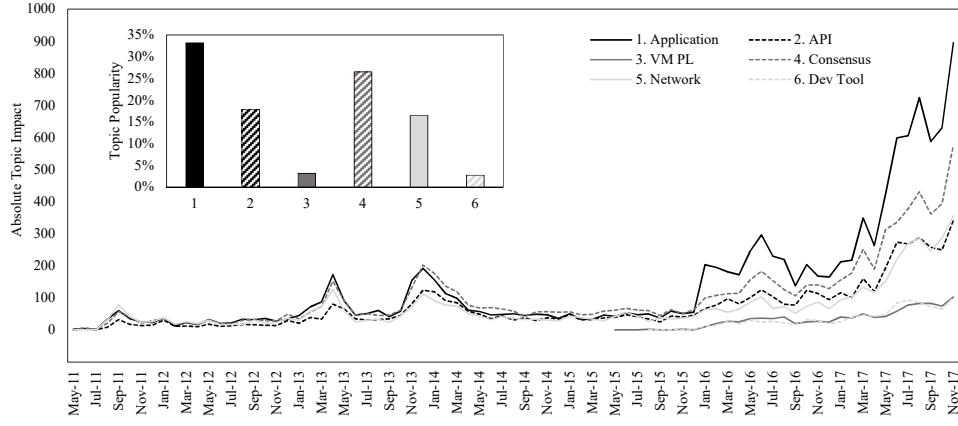 1000
900
800
700
600
500
400
300
200
100
0
Absolute Topic Impact
35%
35%
25%
20%
15%
10%
5%
0%
Topic Popularity
1 2 3 4 5 6
1. Application 2. API
3. VM PL 4. Consensus
5. Network 6. Dev Tool
May-11 Jul-11 Sep-11 Nov-11 Jan-12 Mar-12 May-12 Jul-12 Sep-12 Nov-12 Jan-13 Mar-13 May-13 Jul-13 Sep-13 Nov-13 Jan-14 Mar-14 May-14 Jul-14 Sep-14 Nov-14 Jan-15 Mar-15 May-15 Jul-15 Sep-15 Nov-15 Jan-16 Mar-16 May-16 Jul-16 Sep-16 Nov-16 Jan-17 Mar-17 May-17 Jul-17 Sep-17 Nov-17